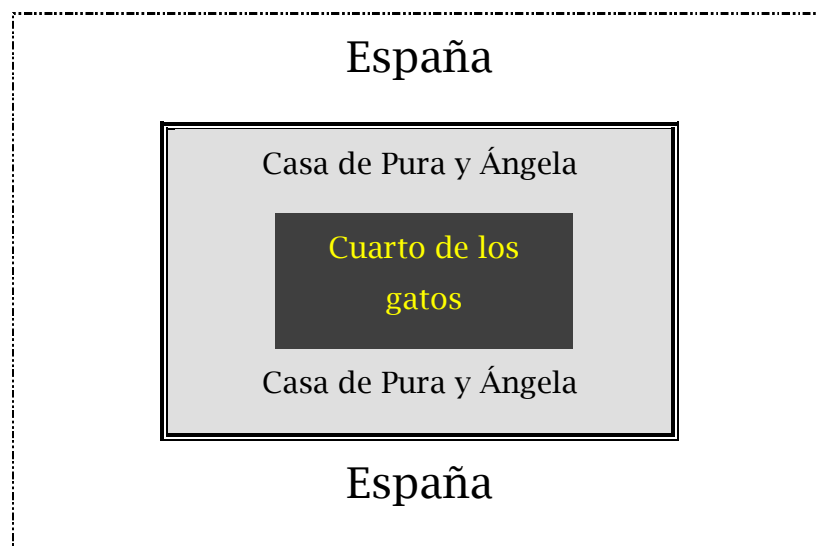 España
Casa de Pura y Ángela
Cuarto de los
gatos
Casa de Pura y Ángela
España